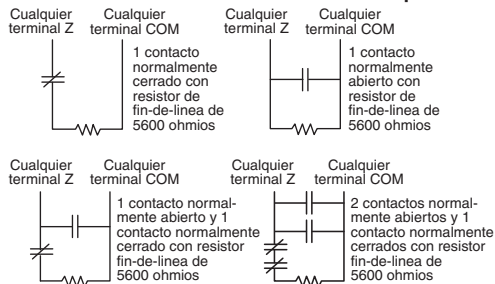 Cualquier
terminal Z
Cualquier
terminal COM
1 contacto
normalmente
cerrado con
resistor de
fin-de-linea de
5600 ohmios
Cualquier
terminal Z
Cualquier
terminal COM
1 contacto
normalmente
abierto con
resistor de
fin-de-linea de
5600 ohmios
Cualquier
terminal Z
Cualquier
terminal COM
1 contacto normal-
mente abierto y 1
contacto normalmente
cerrado con resistor
fin-de-linea de
5600 ohmios
Cualquier
terminal Z
Cualquier
terminal COM
2 contactos normal-
mente abiertos y 1
contacto normalmente
cerrados con resistor
fin-de-linea de
5600 ohmios